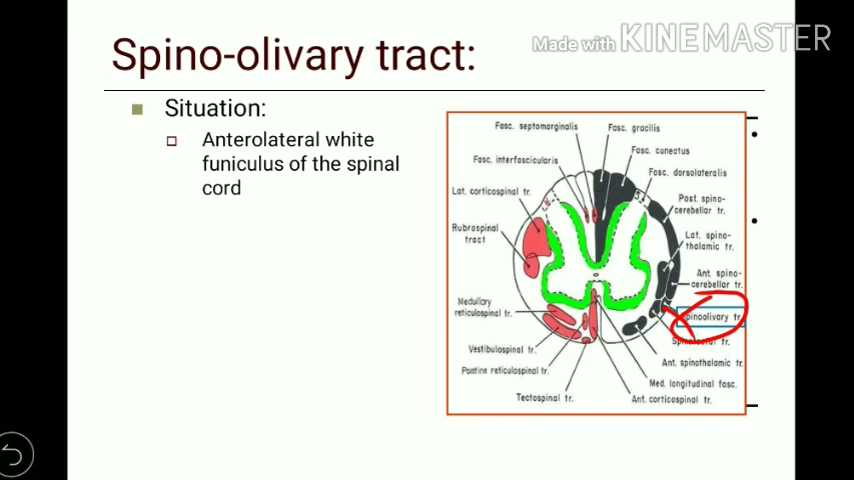 Spino-olivary tract:
Made with KINEMASTER
Situation:
Anterolateral white
funiculus of the spinal
cord
Fasc. septomarginalis
Fasc. gracilis
Fasc. interfascicularis
Fasc. cuneatus
Fasc. dorsolateralis
Lat. corticospinal tr.
Post. spino-
cerebellar tr.
Rubrospinal
tract
Lat. spino-
thalamic tr.
Ant. spino-
cerebellar tr.
Medullary
reticulospinal tr.
Spinoolivary tr.
Vestibulospinal tr.
Pontine reticulospinal tr.
Ant. spinothalamic tr.
Med. longitudinal fasc.
Tectospinal tr.
Ant. corticospinal tr.